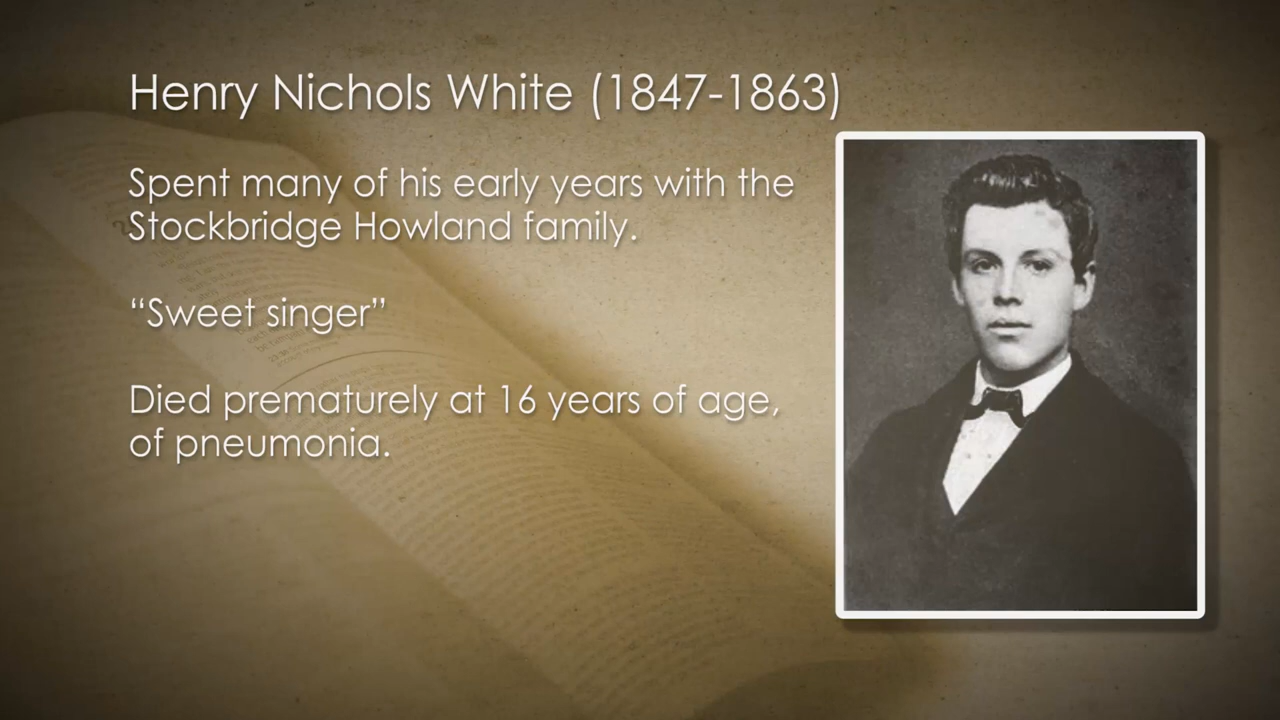 Henry Nichols White (1847-1863)
Spent many of his early years with the
Stockbridge Howland family.
“Sweet singer”
Died prematurely at 16 years of age,
of pneumonia.